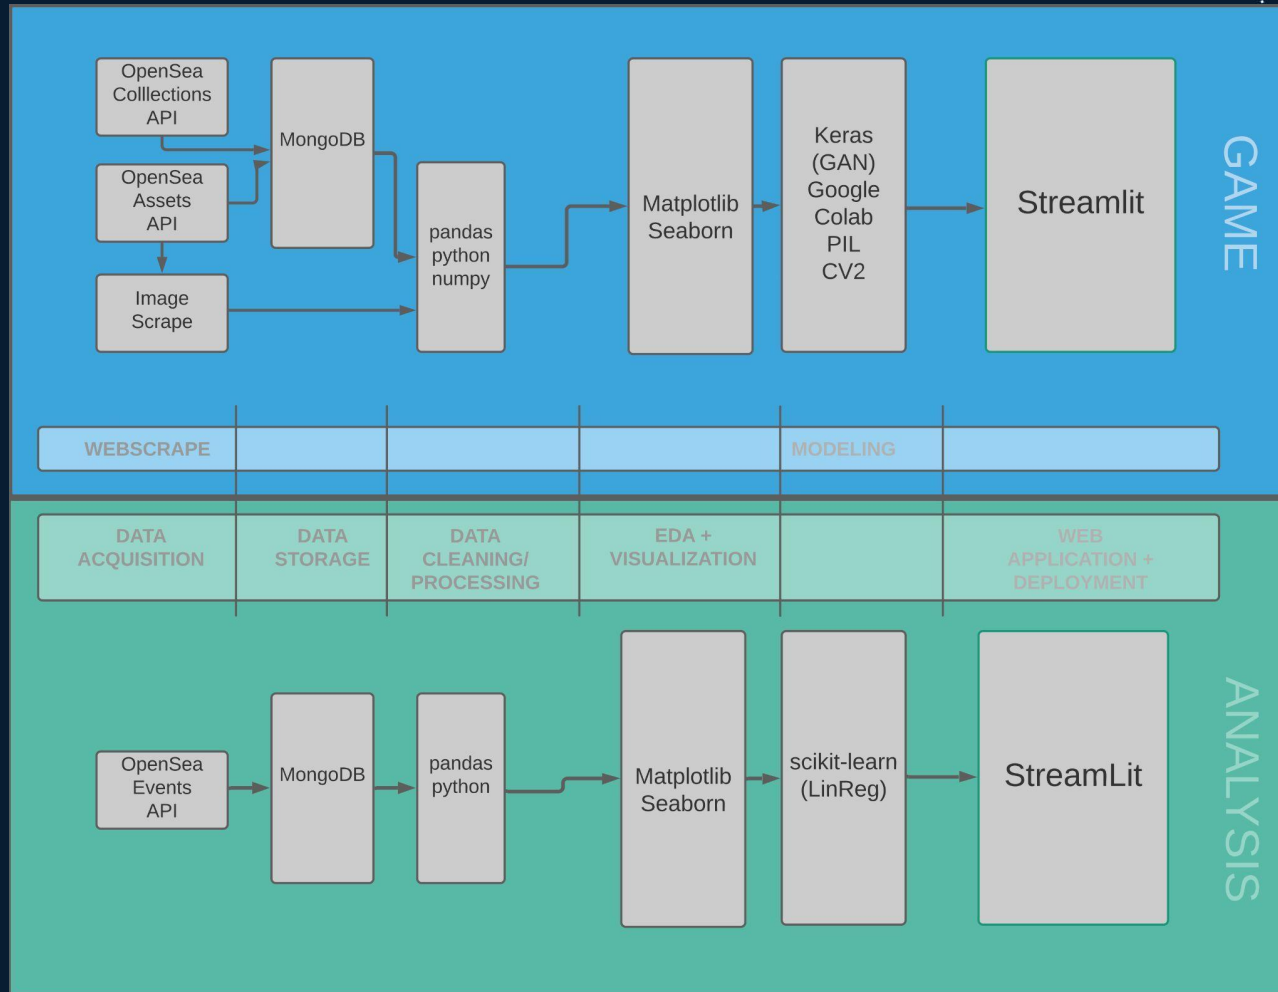 OpenSea
Colllections
API
OpenSea
Assets
API
Image
Scrape
MongoDB
pandas
python
numpy
Matplotlib
Seaborn
Keras
(GAN)
Google
Colab
PIL
CV2
Streamlit
GAME
WEBSCRAPE
MODELING
DATA
ACQUISITION
DATA
STORAGE
DATA
CLEANING/
PROCESSING
EDA +
VISUALIZATION
WEB
APPLICATION +
DEPLOYMENT
OpenSea
Events
API
MongoDB
pandas
python
Matplotlib
Seaborn
scikit-learn
(LinReg)
StreamLit
ANALYSIS